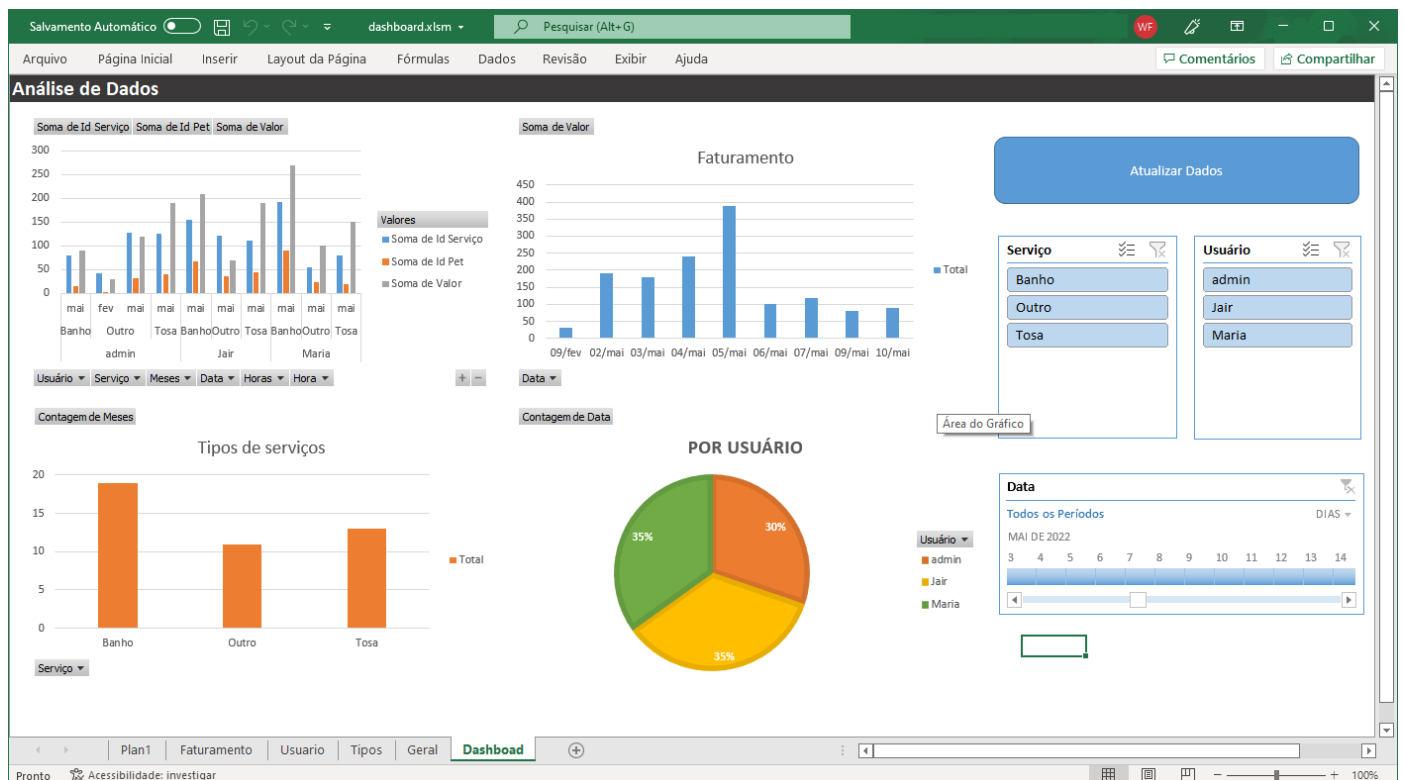 Salvamento Automático
dashboard.xlsm
Pesquisar (Alt+G)
WF
Arquivo Página Inicial Inserir Layout da Página Fórmulas Dados Revisão Exibir Ajuda
Comentários Compartilhar
Análise de Dados
Soma de Id Serviço Soma de Id Pet Soma de Valor
300
250
200
150
100
50
0
mai fev mai mai mai mai mai mai mai mai
Banho Outro Tosa Banho Outro Tosa Banho Outro Tosa
admin Jair Maria
Valores
Soma de Id Serviço
Soma de Id Pet
Soma de Valor
Usuário Serviço Meses Data Horas Hora + −
Soma de Valor
Faturamento
450
400
350
300
250
200
150
100
50
0
09/fev 02/mai 03/mai 04/mai 05/mai 06/mai 07/mai 09/mai 10/mai
Total
Data
Atualizar Dados
Serviço
Banho
Outro
Tosa
Usuário
admin
Jair
Maria
Contagem de Meses
Tipos de serviços
20
15
10
5
0
Banho Outro Tosa
Total
Serviço
Contagem de Data
POR USUÁRIO
30%
35%
35%
Usuário
admin
Jair
Maria
Área do Gráfico
Data
Todos os Períodos DIAS
MAI DE 2022
3 4 5 6 7 8 9 10 11 12 13 14
Plan1 Faturamento Usuario Tipos Geral Dashboad
Pronto Acessibilidade: investigar 100%